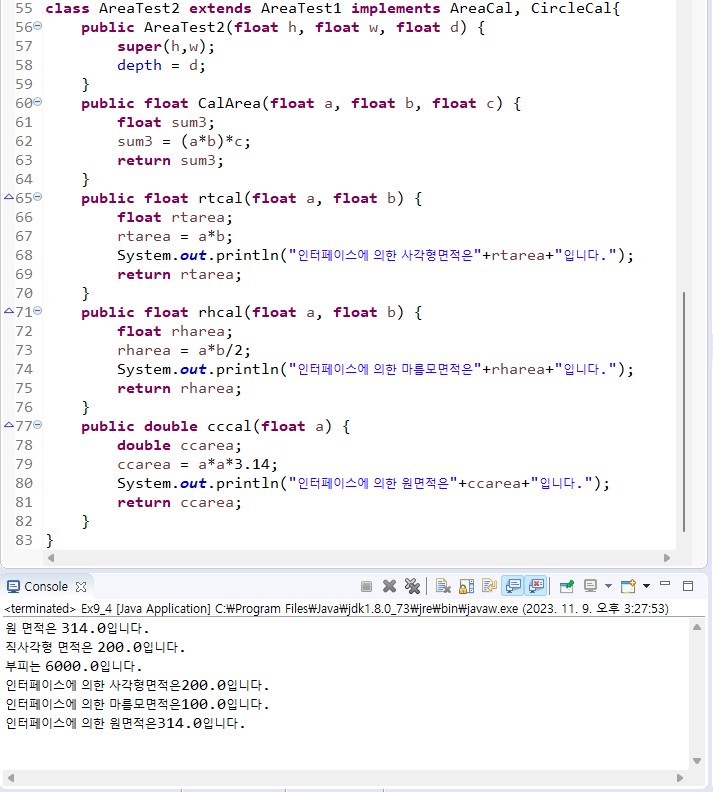 55 class AreaTest2 extends AreaTest1 implements AreaCal, CircleCal{
56     public AreaTest2(float h, float w, float d) {
57         super(h,w);
58         depth = d;
59     }
60     public float CalArea(float a, float b, float c) {
61         float sum3;
62         sum3 = (a*b)*c;
63         return sum3;
64     }
65     public float rtcal(float a, float b) {
66         float rtarea;
67         rtarea = a*b;
68         System.out.println("인터페이스에 의한 사각형면적은"+rtarea+"입니다.");
69         return rtarea;
70     }
71     public float rhcal(float a, float b) {
72         float rharea;
73         rharea = a*b/2;
74         System.out.println("인터페이스에 의한 마름모면적은"+rharea+"입니다.");
75         return rharea;
76     }
77     public double cccal(float a) {
78         double ccarea;
79         ccarea = a*a*3.14;
80         System.out.println("인터페이스에 의한 원면적은"+ccarea+"입니다.");
81         return ccarea;
82     }
83 }
Console
<terminated> Ex9_4 [Java Application] C:₩Program Files₩Java₩jdk1.8.0_73₩jre₩bin₩javaw.exe (2023. 11. 9. 오후 3:27:53)
원 면적은 314.0입니다.
직사각형 면적은 200.0입니다.
부피는 6000.0입니다.
인터페이스에 의한 사각형면적은200.0입니다.
인터페이스에 의한 마름모면적은100.0입니다.
인터페이스에 의한 원면적은314.0입니다.